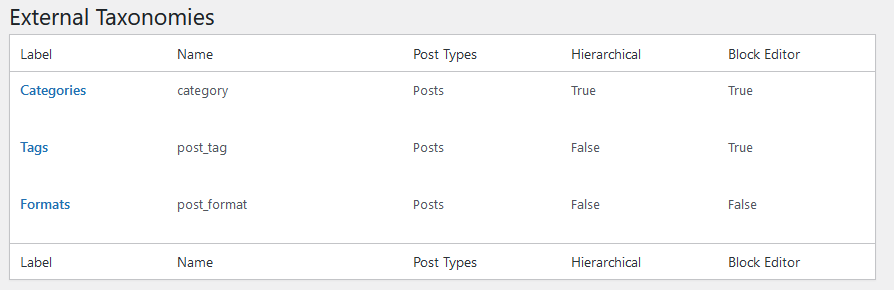 External Taxonomies
Label Name Post Types Hierarchical Block Editor
Categories category Posts True True
Tags post_tag Posts False True
Formats post_format Posts False False
Label Name Post Types Hierarchical Block Editor